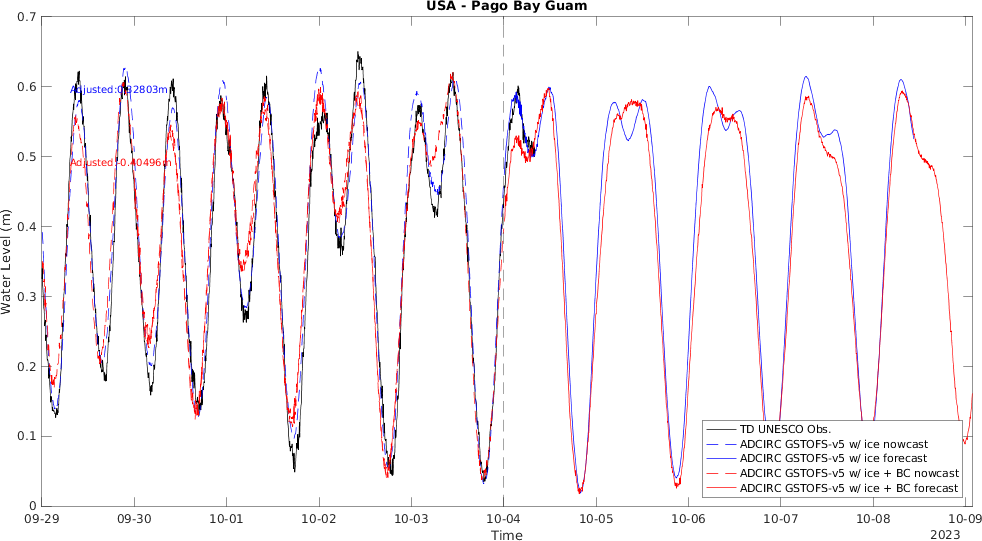 USA - Pago Bay Guam
0.7
0.6
0.5
0.4
0.3
0.2
0.1
0
Water Level (m)
Adjusted:-0.40496m
TD UNESCO Obs.
ADCIRC GSTOFS-v5 w/ ice nowcast
ADCIRC GSTOFS-v5 w/ ice forecast
ADCIRC GSTOFS-v5 w/ ice + BC nowcast
ADCIRC GSTOFS-v5 w/ ice + BC forecast
09-29 09-30 10-01 10-02 10-03 10-04 10-05 10-06 10-07 10-08 10-09
Time
2023